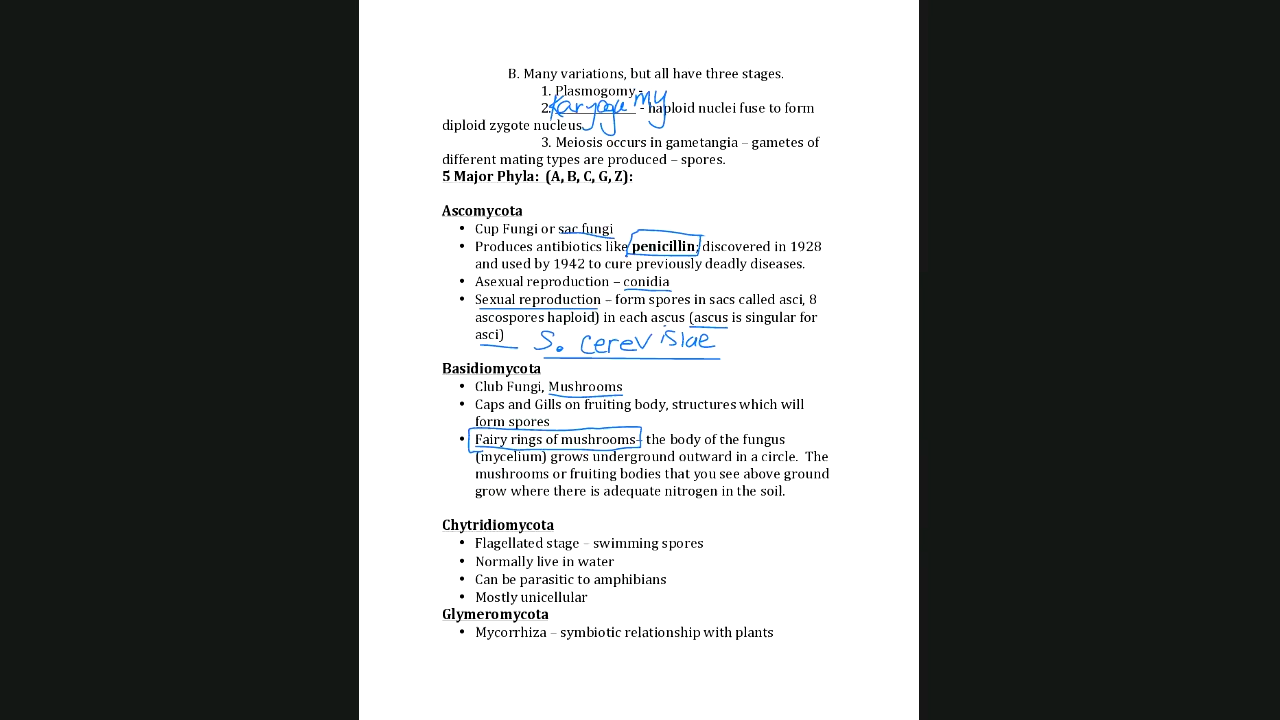 B. Many variations, but all have three stages.
1. Plasmogomy -
2. Karyogamy - haploid nuclei fuse to form
diploid zygote nucleus.
3. Meiosis occurs in gametangia – gametes of
different mating types are produced – spores.
5 Major Phyla: (A, B, C, G, Z):
Ascomycota
• Cup Fungi or sac fungi
• Produces antibiotics like penicillin; discovered in 1928
and used by 1942 to cure previously deadly diseases.
• Asexual reproduction – conidia
• Sexual reproduction – form spores in sacs called asci, 8
ascospores haploid) in each ascus (ascus is singular for
asci)
S. cerevisiae
Basidiomycota
• Club Fungi, Mushrooms
• Caps and Gills on fruiting body, structures which will
form spores
• Fairy rings of mushrooms– the body of the fungus
(mycelium) grows underground outward in a circle. The
mushrooms or fruiting bodies that you see above ground
grow where there is adequate nitrogen in the soil.
Chytridiomycota
• Flagellated stage – swimming spores
• Normally live in water
• Can be parasitic to amphibians
• Mostly unicellular
Glymeromycota
• Mycorrhiza – symbiotic relationship with plants